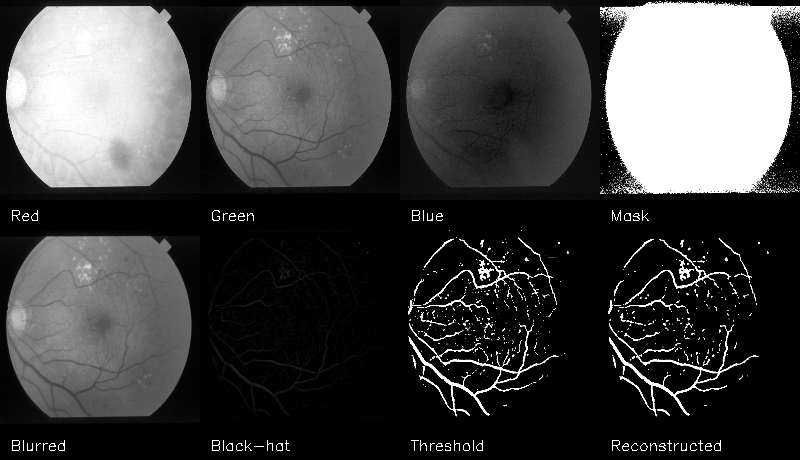 Red
Green
Blue
Mask
Blurred
Black-hat
Threshold
Reconstructed